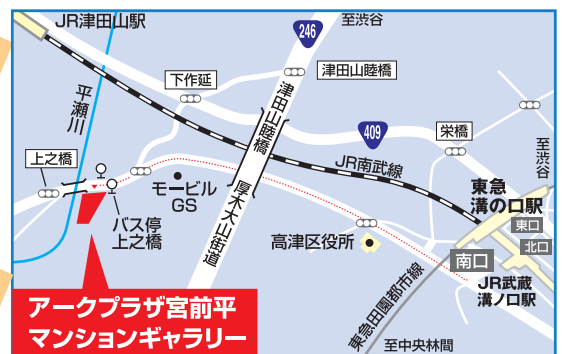 JR津田山駅
246
至渋谷
下作延
津田山睦橋
平瀬川
津田山睦橋
409
栄橋
至渋谷
上之橋
JR南武線
モービル
GS
厚木大山街道
東急
溝の口駅
東口
北口
バス停
上之橋
高津区役所
南口
JR武蔵
溝ノ口駅
東急田園都市線
アークプラザ宮前平
マンションギャラリー
至中央林間